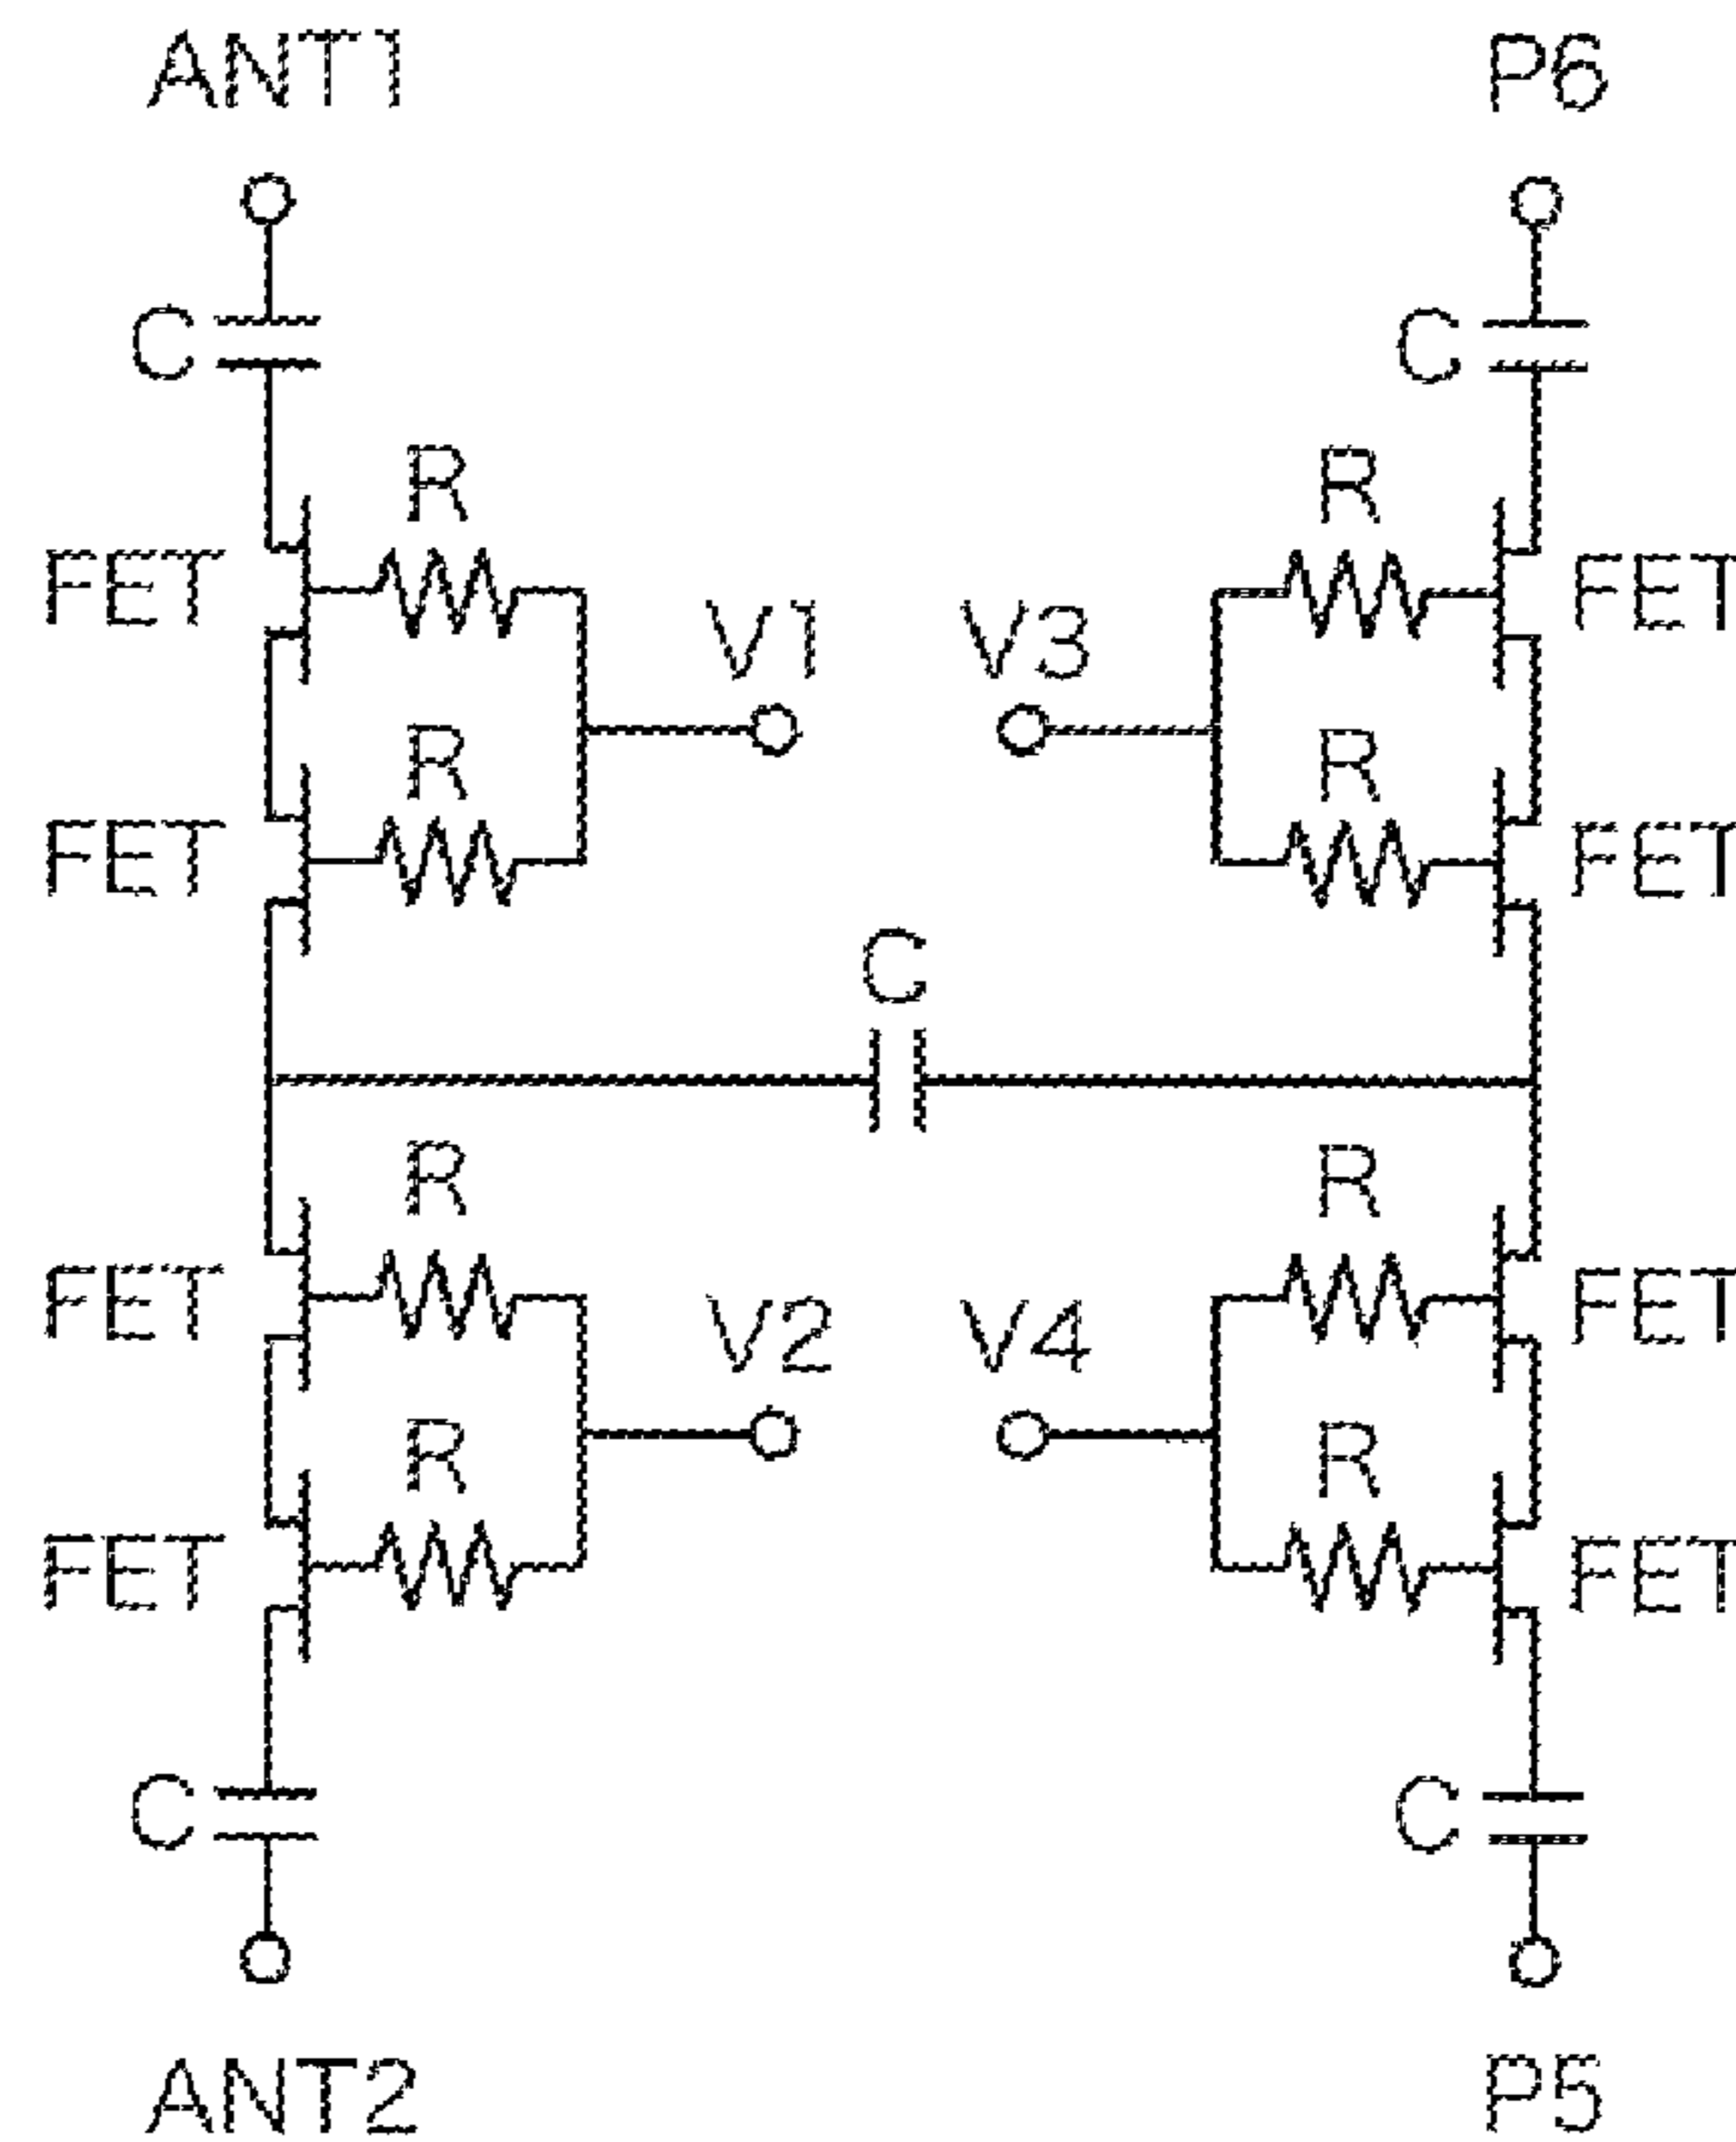 ANT1 P6
C C
R R
FET FET
V1 V3
R R
FET FET
C
R R
FET FET
V2 V4
R R
FET FET
C C
ANT2 P5